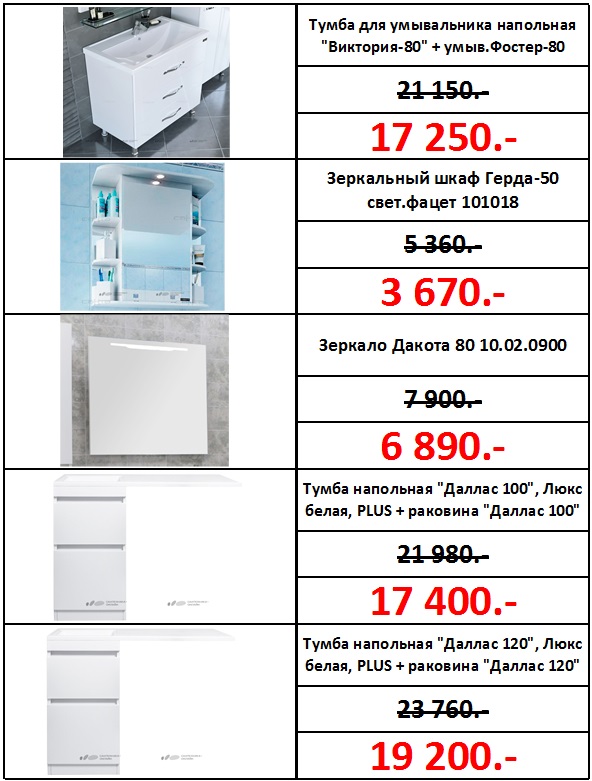 Тумба для умывальника напольная
"Виктория-80" + умыв.Фостер-80
21 150.-
17 250.-
Зеркальный шкаф Герда-50
свет.фацет 101018
5 360.-
3 670.-
Зеркало Дакота 80 10.02.0900
7 900.-
6 890.-
Тумба напольная "Даллас 100", Люкс
белая, PLUS + раковина "Даллас 100"
21 980.-
17 400.-
Тумба напольная "Даллас 120", Люкс
белая, PLUS + раковина "Даллас 120"
23 760.-
19 200.-